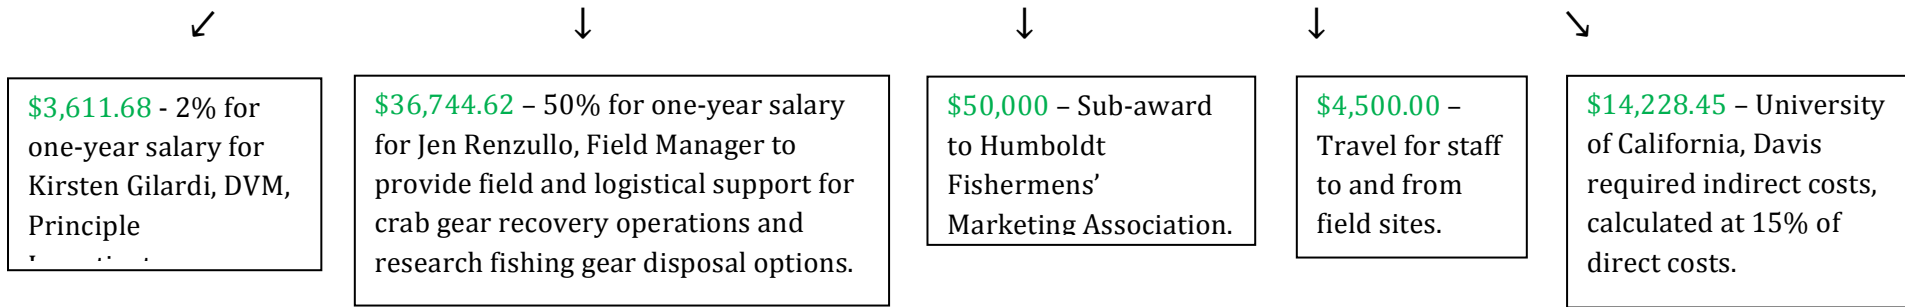 $3,611.68 - 2% for
one-year salary for
Kirsten Gilardi, DVM,
Principle
$36,744.62 – 50% for one-year salary
for Jen Renzullo, Field Manager to
provide field and logistical support for
crab gear recovery operations and
research fishing gear disposal options.
$50,000 – Sub-award
to Humboldt
Fishermens’
Marketing Association.
$4,500.00 –
Travel for staff
to and from
field sites.
$14,228.45 – University
of California, Davis
required indirect costs,
calculated at 15% of
direct costs.